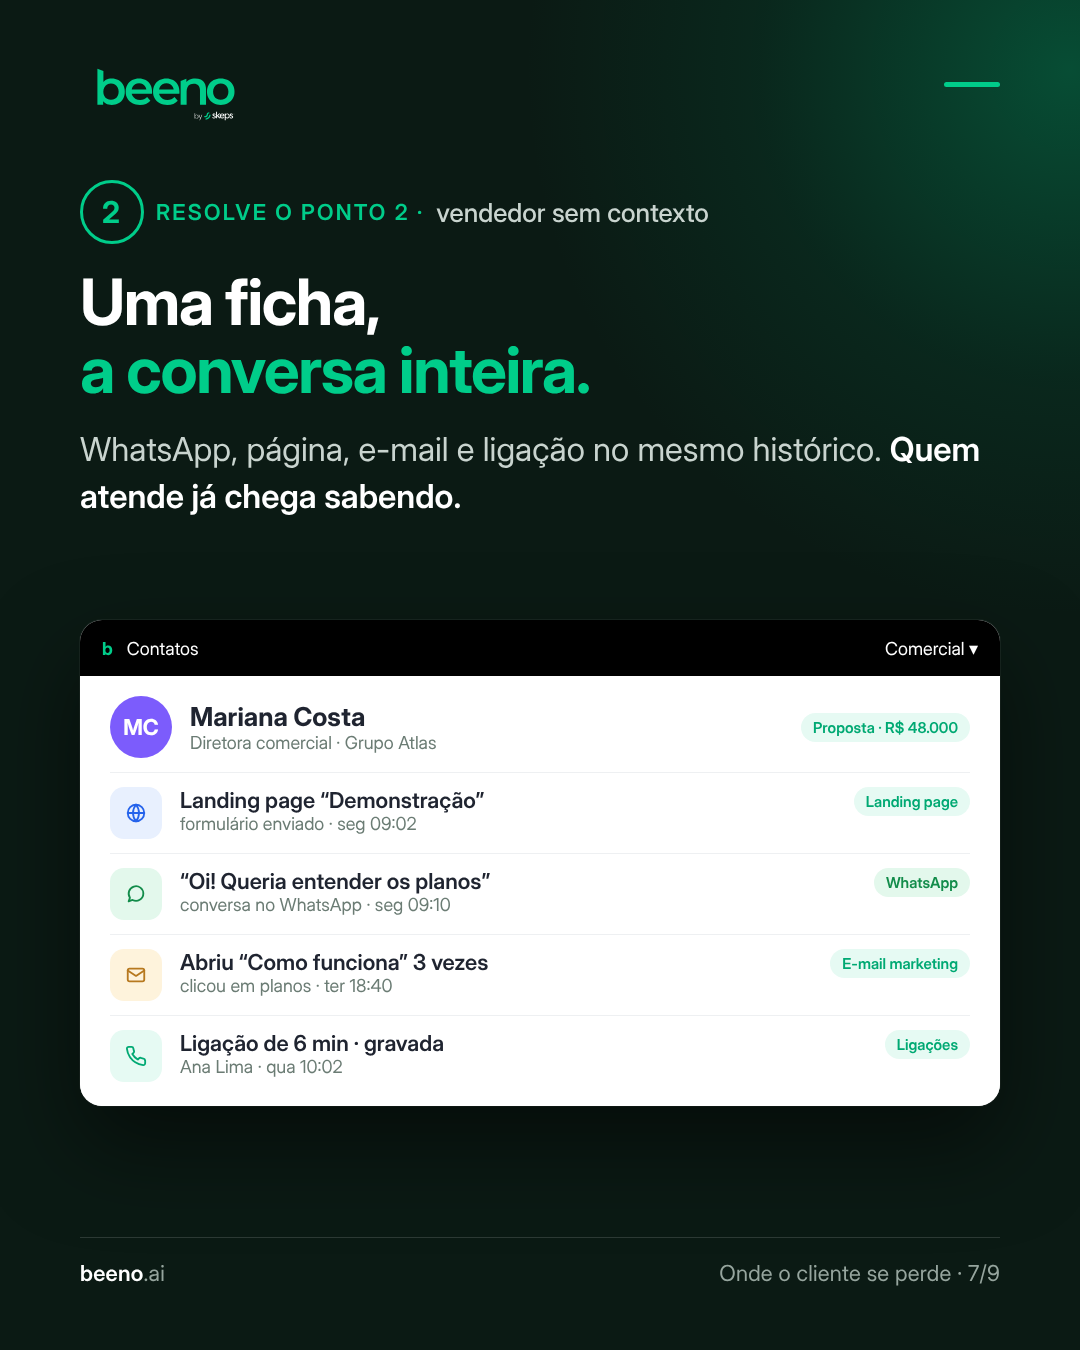 beeno
by skeps
2 RESOLVE O PONTO 2 · vendedor sem contexto
Uma ficha,
a conversa inteira.
WhatsApp, página, e-mail e ligação no mesmo histórico. Quem
atende já chega sabendo.
b Contatos Comercial ▾
MC Mariana Costa
Diretora comercial · Grupo Atlas
Proposta · R$ 48.000
Landing page “Demonstração”
formulário enviado · seg 09:02
Landing page
“Oi! Queria entender os planos”
conversa no WhatsApp · seg 09:10
WhatsApp
Abriu “Como funciona” 3 vezes
clicou em planos · ter 18:40
E-mail marketing
Ligação de 6 min · gravada
Ana Lima · qua 10:02
Ligações
beeno.ai
Onde o cliente se perde · 7/9